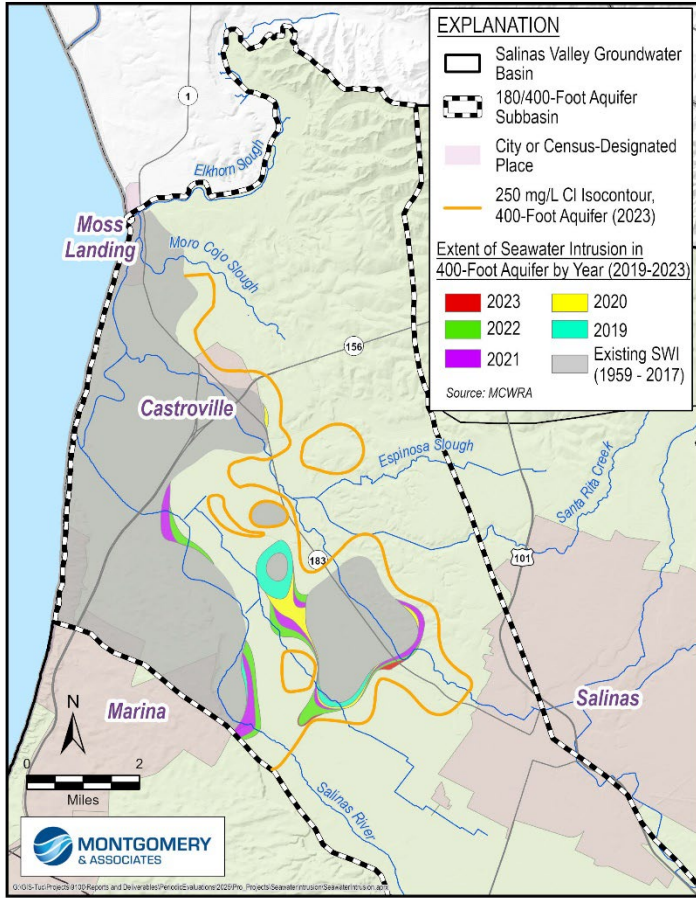 EXPLANATION
Salinas Valley Groundwater
Basin
180/400-Foot Aquifer
Subbasin
City or Census-Designated
Place
250 mg/L Cl Isocontour,
400-Foot Aquifer (2023)
Extent of Seawater Intrusion in
400-Foot Aquifer by Year (2019-2023)
2023
2020
2022
2019
2021
Existing SWI
(1959 - 2017)
Source: MCWRA
1
Elkhorn Slough
Moss
Landing
Moro Cojo Slough
156
Castroville
Espinosa Slough
Santa Rita Creek
183
101
Salinas
Marina
N
0
2
Miles
Salinas River
MONTGOMERY
& ASSOCIATES